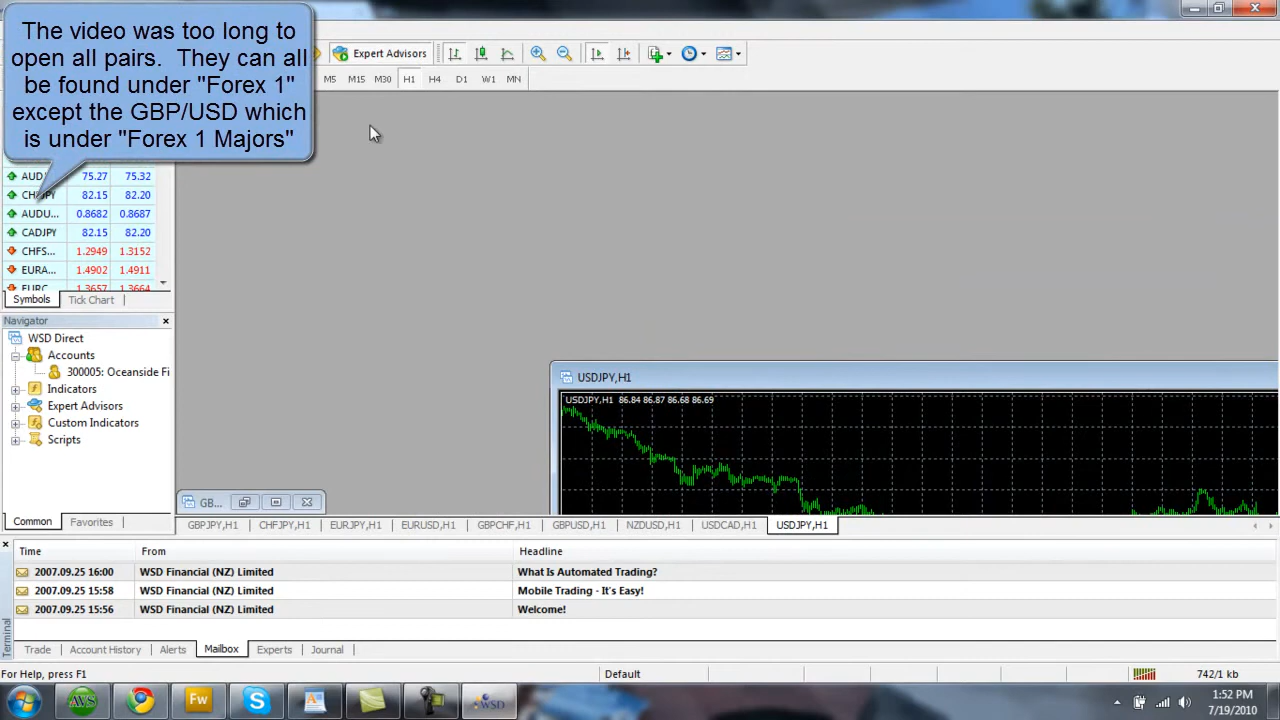 The video was too long to
open all pairs. They can all
be found under "Forex 1"
except the GBP/USD which
is under "Forex 1 Majors"
Expert Advisors
M5 M15 M30 H1 H4 D1 W1 MN
75.27 75.32
82.15 82.20
AUDU... 0.8682 0.8687
CADJPY 82.15 82.20
CHFS... 1.2949 1.3152
EURA... 1.4902 1.4911
EURC... 1.3657 1.3664
Symbols Tick Chart
Navigator
WSD Direct
Accounts
300005: Oceanside Fi
Indicators
Expert Advisors
Custom Indicators
Scripts
Common Favorites
USDJPY,H1
USDJPY,H1 86.84 86.87 86.68 86.69
GB...
GBPJPY,H1 CHFJPY,H1 EURJPY,H1 EURUSD,H1 GBPCHF,H1 GBPUSD,H1 NZDUSD,H1 USDCAD,H1 USDJPY,H1
Time From Headline
2007.09.25 16:00 WSD Financial (NZ) Limited What Is Automated Trading?
2007.09.25 15:58 WSD Financial (NZ) Limited Mobile Trading - It's Easy!
2007.09.25 15:56 WSD Financial (NZ) Limited Welcome!
Terminal
Trade Account History Alerts Mailbox Experts Journal
For Help, press F1 Default 742/1 kb
AVS Fw WSD
1:52 PM
7/19/2010